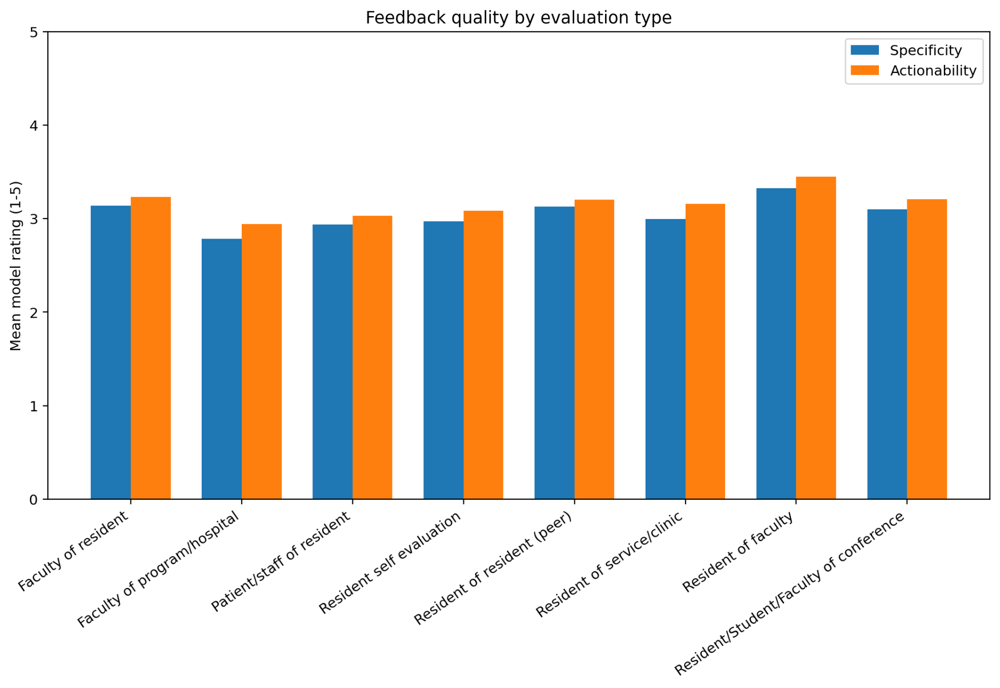 Feedback quality by evaluation type
Specificity
Actionability
Mean model rating (1-5)
5
4
3
2
1
0
Faculty of resident
Faculty of program/hospital
Patient/staff of resident
Resident self evaluation
Resident of resident (peer)
Resident of service/clinic
Resident of faculty
Resident/Student/Faculty of conference